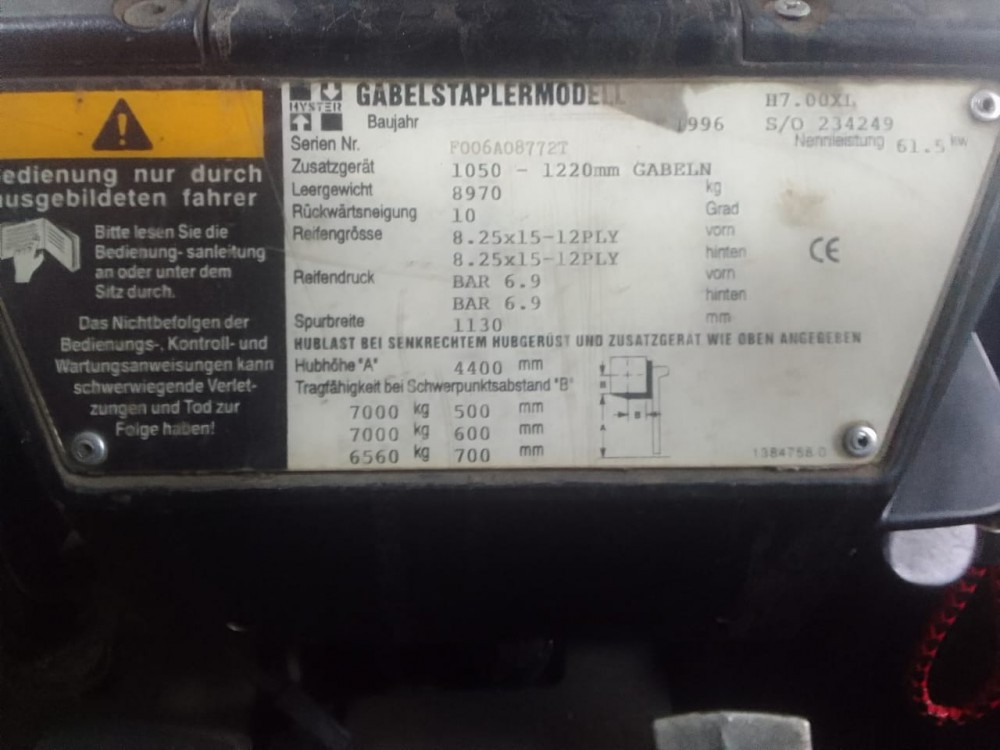 edienung nur durch
ausgebildeten fahrer
Bitte lesen Sie die
Bedienung- sanleitung
an oder unter dem
Sitz durch.
Das Nichtbefolgen der
Bedienungs-, Kontroll- und
Wartungsanweisungen kann
schwerwiegende Verlet-
zungen und Tod zur
Folge haben!
HYSTER
GABELSTAPLERMODELL H7.00XL
Baujahr 1996 S/O 234249
Serien Nr. F006A08772T Nennleistung 61.5 kw
Zusatzgerät 1050 - 1220mm GABELN
Leergewicht 8970 kg
Rückwärtsneigung 10 Grad
Reifengrösse 8.25x15-12PLY vorn
8.25x15-12PLY hinten
Reifendruck BAR 6.9 vorn
BAR 6.9 hinten
Spurbreite 1130 mm
HUBLAST BEI SENKRECHTEM HUBGERÜST UND ZUSATZGERÄT WIE OBEN ANGEGEBEN
Hubhöhe "A" 4400 mm
Tragfähigkeit bei Schwerpunktsabstand "B"
7000 kg 500 mm
7000 kg 600 mm
6560 kg 700 mm
B
A
B
CE
1384758.0